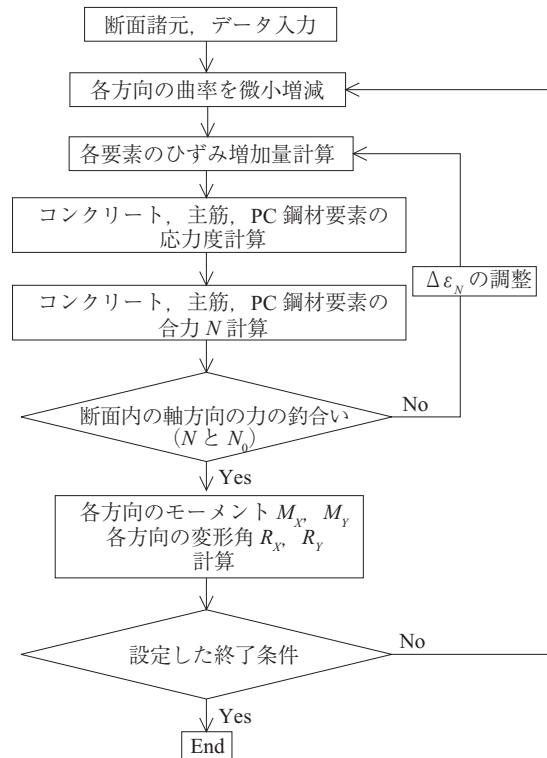 断面諸元，データ入力
各方向の曲率を微小増減
各要素のひずみ増加量計算
コンクリート，主筋，PC 鋼材要素の
応力度計算
Δε_N の調整
コンクリート，主筋，PC 鋼材要素の
合力 N 計算
断面内の軸方向の力の釣合い
（N と N_0）
No
Yes
各方向のモーメント M_X，M_Y
各方向の変形角 R_X，R_Y
計算
設定した終了条件
No
Yes
End